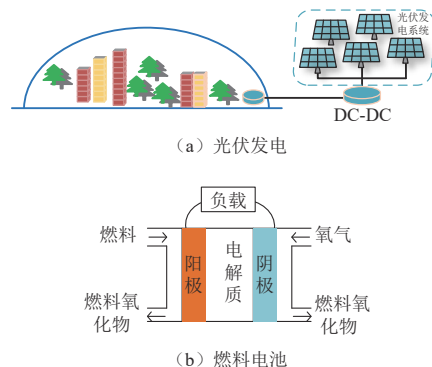 光伏发
电系统
DC-DC
（a）光伏发电
负载
燃料
氧气
阳极
电解质
阴极
燃料氧
化物
燃料氧
化物
（b）燃料电池